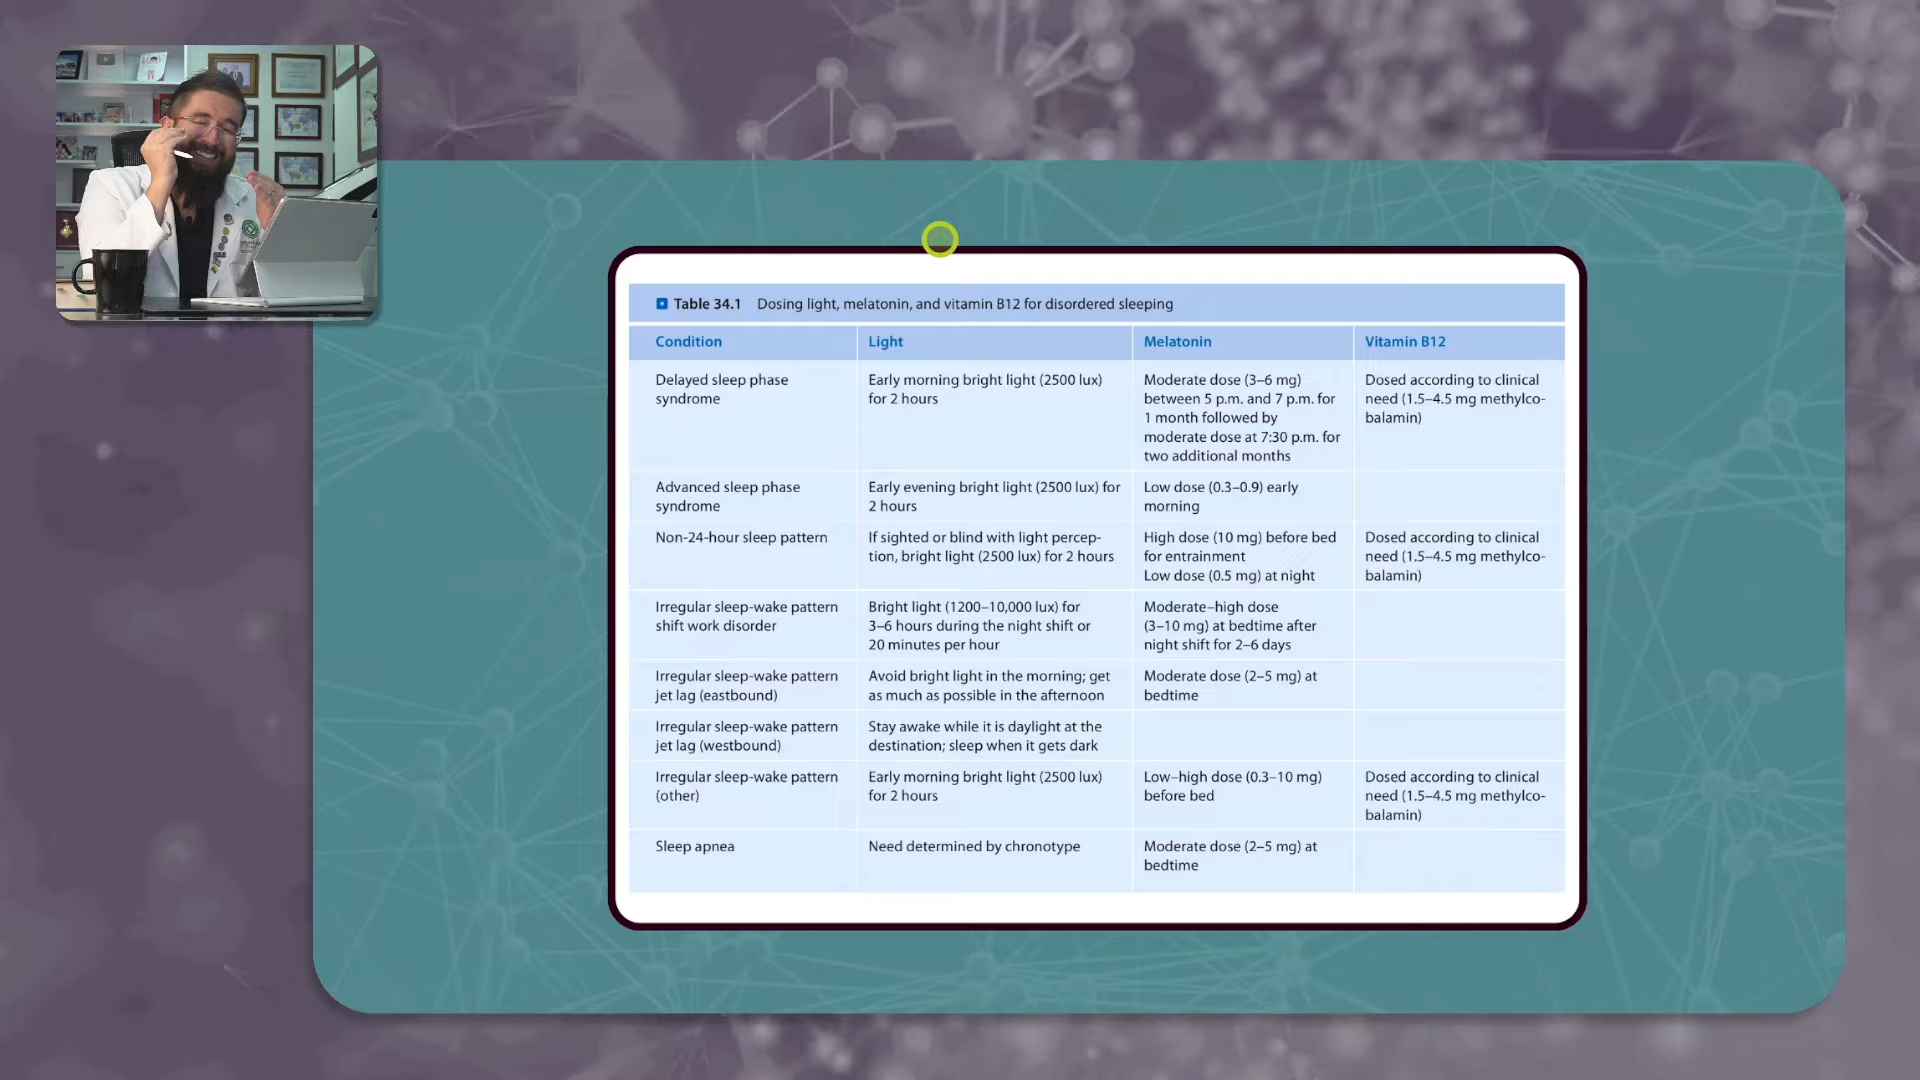 Table 34.1 Dosing light, melatonin, and vitamin B12 for disordered sleeping
Condition Light Melatonin Vitamin B12
Delayed sleep phase
syndrome
Early morning bright light (2500 lux)
for 2 hours
Moderate dose (3–6 mg)
between 5 p.m. and 7 p.m. for
1 month followed by
moderate dose at 7:30 p.m. for
two additional months
Dosed according to clinical
need (1.5–4.5 mg methylco-
balamin)
Advanced sleep phase
syndrome
Early evening bright light (2500 lux) for
2 hours
Low dose (0.3–0.9) early
morning
Non-24-hour sleep pattern
If sighted or blind with light percep-
tion, bright light (2500 lux) for 2 hours
High dose (10 mg) before bed
for entrainment
Low dose (0.5 mg) at night
Dosed according to clinical
need (1.5–4.5 mg methylco-
balamin)
Irregular sleep-wake pattern
shift work disorder
Bright light (1200–10,000 lux) for
3–6 hours during the night shift or
20 minutes per hour
Moderate–high dose
(3–10 mg) at bedtime after
night shift for 2–6 days
Irregular sleep-wake pattern
jet lag (eastbound)
Avoid bright light in the morning; get
as much as possible in the afternoon
Moderate dose (2–5 mg) at
bedtime
Irregular sleep-wake pattern
jet lag (westbound)
Stay awake while it is daylight at the
destination; sleep when it gets dark
Irregular sleep-wake pattern
(other)
Early morning bright light (2500 lux)
for 2 hours
Low–high dose (0.3–10 mg)
before bed
Dosed according to clinical
need (1.5–4.5 mg methylco-
balamin)
Sleep apnea
Need determined by chronotype
Moderate dose (2–5 mg) at
bedtime